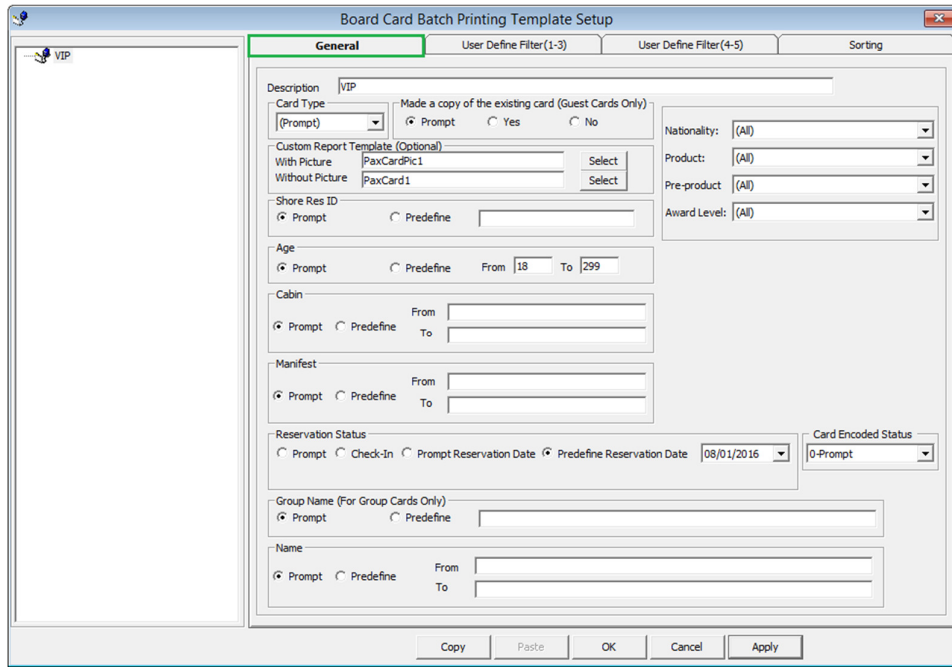 Board Card Batch Printing Template Setup
VIP
General
User Define Filter(1-3)
User Define Filter(4-5)
Sorting
Description VIP
Card Type
(Prompt)
Made a copy of the existing card (Guest Cards Only)
Prompt Yes No
Custom Report Template (Optional)
With Picture PaxCardPic1 Select
Without Picture PaxCard1 Select
Nationality: (All)
Product: (All)
Pre-product (All)
Award Level: (All)
Shore Res ID
Prompt Predefine
Age
Prompt Predefine From 18 To 299
Cabin
From
Prompt Predefine
To
Manifest
From
Prompt Predefine
To
Reservation Status
Prompt Check-In Prompt Reservation Date Predefine Reservation Date 08/01/2016
Card Encoded Status
0-Prompt
Group Name (For Group Cards Only)
Prompt Predefine
Name
From
Prompt Predefine
To
Copy Paste OK Cancel Apply